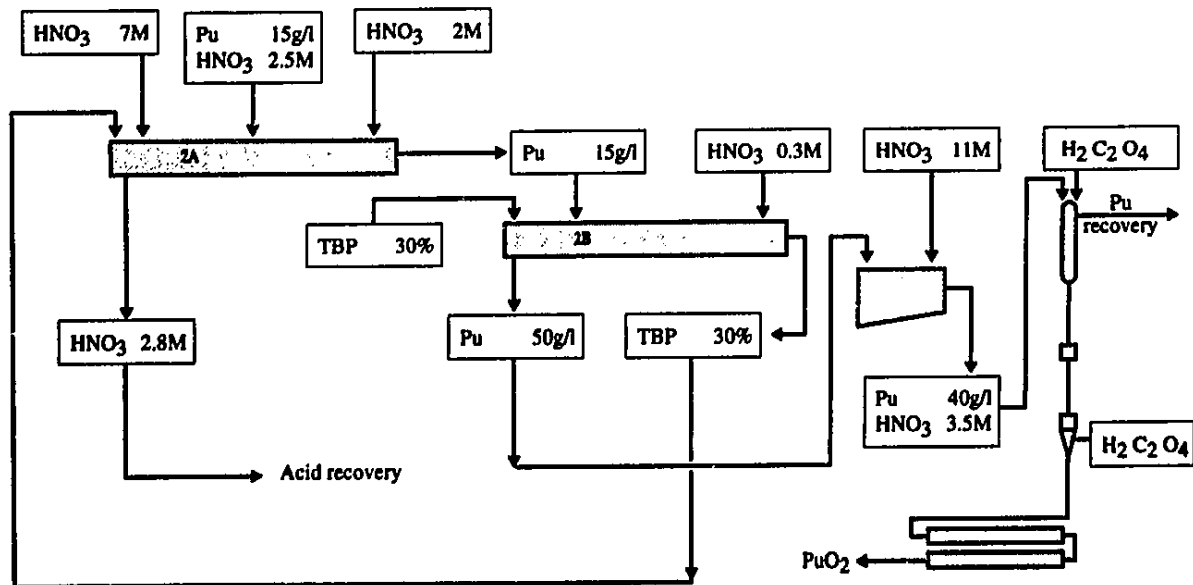 HNO3 7M
Pu 15g/l
HNO3 2.5M
HNO3 2M
2A
Pu 15g/l
HNO3 0.3M
HNO3 11M
H2 C2 O4
Pu
recovery
TBP 30%
2B
HNO3 2.8M
Pu 50g/l
TBP 30%
Pu 40g/l
HNO3 3.5M
H2 C2 O4
Acid recovery
PuO2